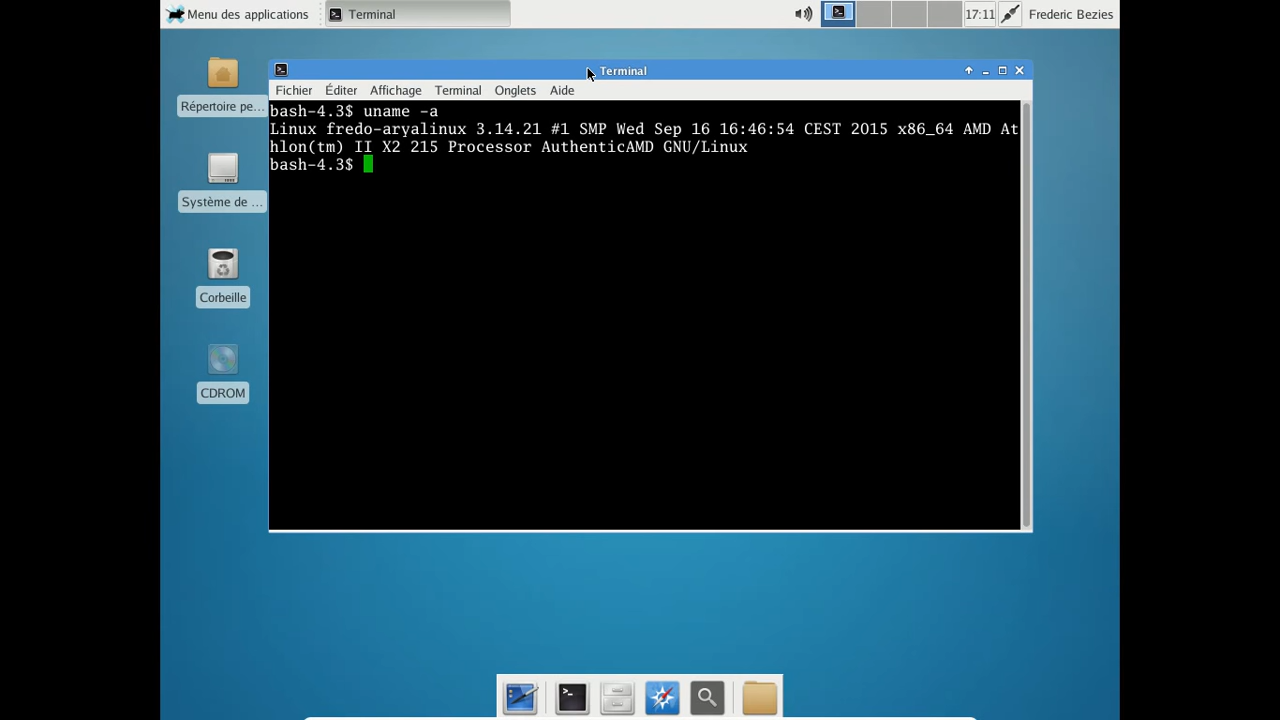 Menu des applications
Terminal
17:11
Frederic Bezies
Terminal
Fichier Éditer Affichage Terminal Onglets Aide
bash-4.3$ uname -a
Linux fredo-aryalinux 3.14.21 #1 SMP Wed Sep 16 16:46:54 CEST 2015 x86_64 AMD At
hlon(tm) II X2 215 Processor AuthenticAMD GNU/Linux
bash-4.3$
Répertoire pe...
Système de ...
Corbeille
CDROM